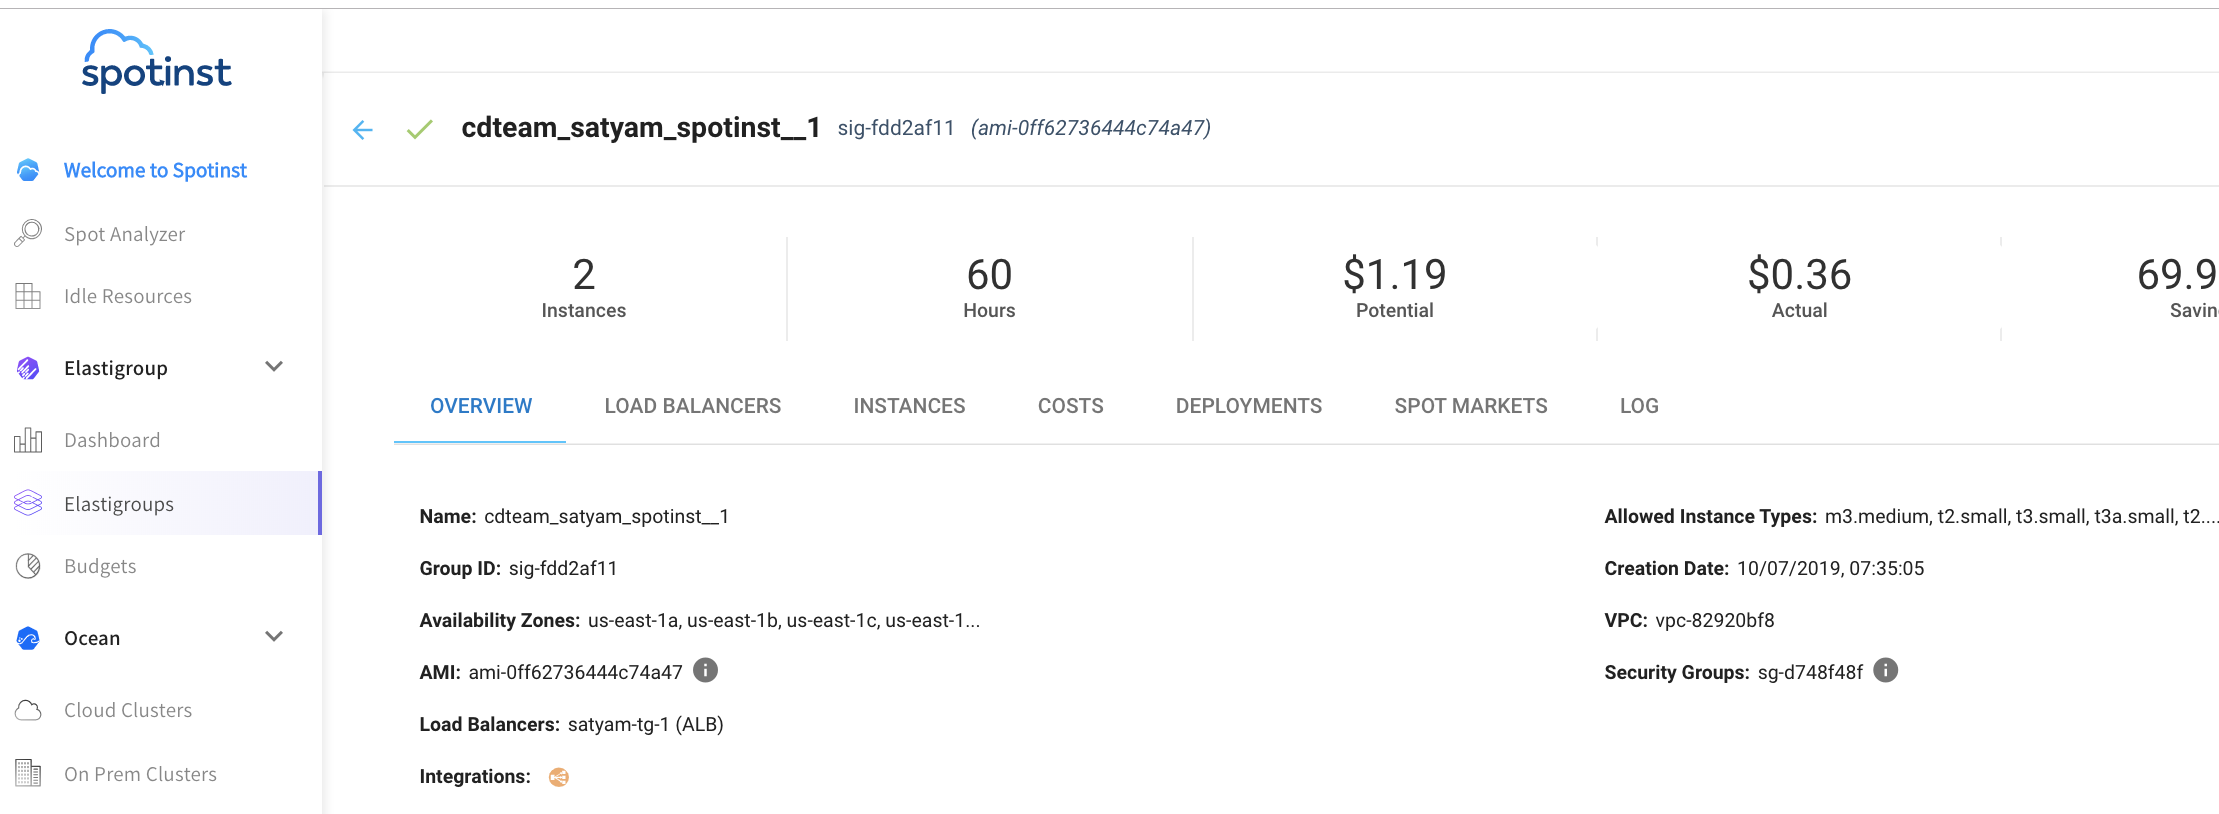 spotinst
Welcome to Spotinst
Spot Analyzer
Idle Resources
Elastigroup
Dashboard
Elastigroups
Budgets
Ocean
Cloud Clusters
On Prem Clusters
cdteam_satyam_spotinst__1 sig-fdd2af11 (ami-0ff62736444c74a47)
2
Instances
60
Hours
$1.19
Potential
$0.36
Actual
69.9
Savin
OVERVIEW LOAD BALANCERS INSTANCES COSTS DEPLOYMENTS SPOT MARKETS LOG
Name: cdteam_satyam_spotinst__1
Group ID: sig-fdd2af11
Availability Zones: us-east-1a, us-east-1b, us-east-1c, us-east-1...
AMI: ami-0ff62736444c74a47
Load Balancers: satyam-tg-1 (ALB)
Integrations:
Allowed Instance Types: m3.medium, t2.small, t3.small, t3a.small, t2....
Creation Date: 10/07/2019, 07:35:05
VPC: vpc-82920bf8
Security Groups: sg-d748f48f